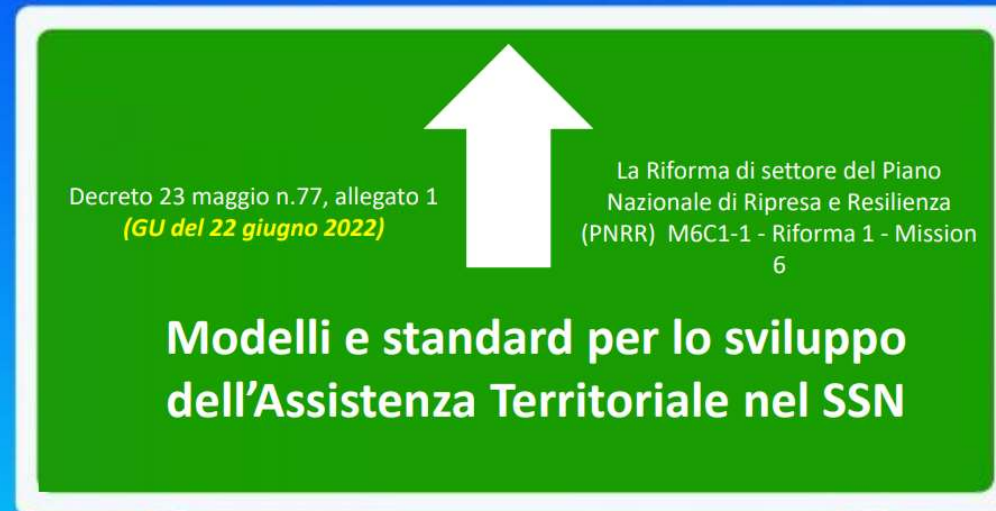 Decreto 23 maggio n.77, allegato 1
(GU del 22 giugno 2022)
La Riforma di settore del Piano
Nazionale di Ripresa e Resilienza
(PNRR) M6C1-1 - Riforma 1 - Mission
6
Modelli e standard per lo sviluppo
dell’Assistenza Territoriale nel SSN